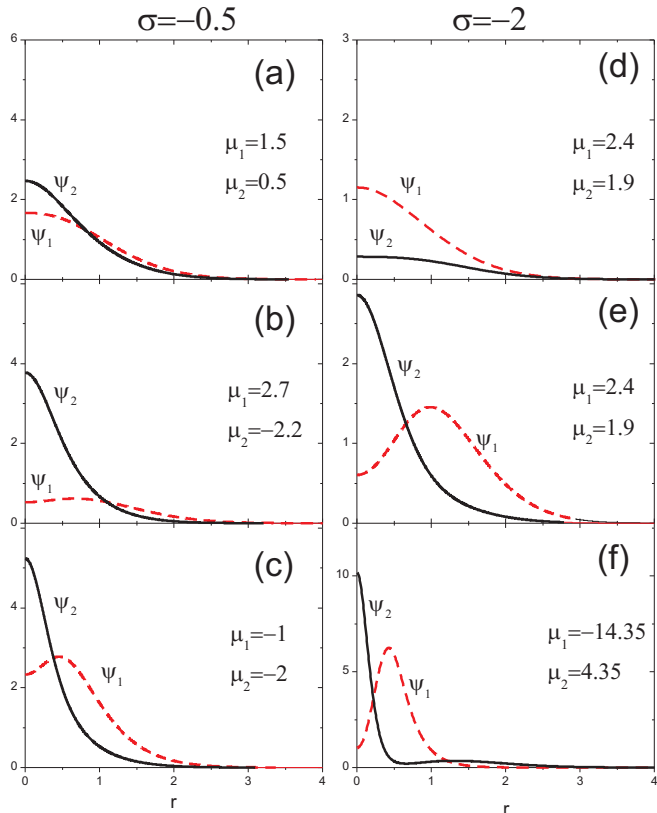 σ=−0.5
σ=−2
6
4
2
0
(a)
μ₁=1.5
μ₂=0.5
ψ₂
ψ₁
4
2
0
(b)
μ₁=2.7
μ₂=−2.2
ψ₂
ψ₁
4
2
0
(c)
μ₁=−1
μ₂=−2
ψ₂
ψ₁
0 1 2 3 4
r
3
2
1
0
(d)
μ₁=2.4
μ₂=1.9
ψ₁
ψ₂
2
1
0
(e)
μ₁=2.4
μ₂=1.9
ψ₂
ψ₁
10
5
0
(f)
μ₁=−14.35
μ₂=4.35
ψ₂
ψ₁
0 1 2 3 4
r